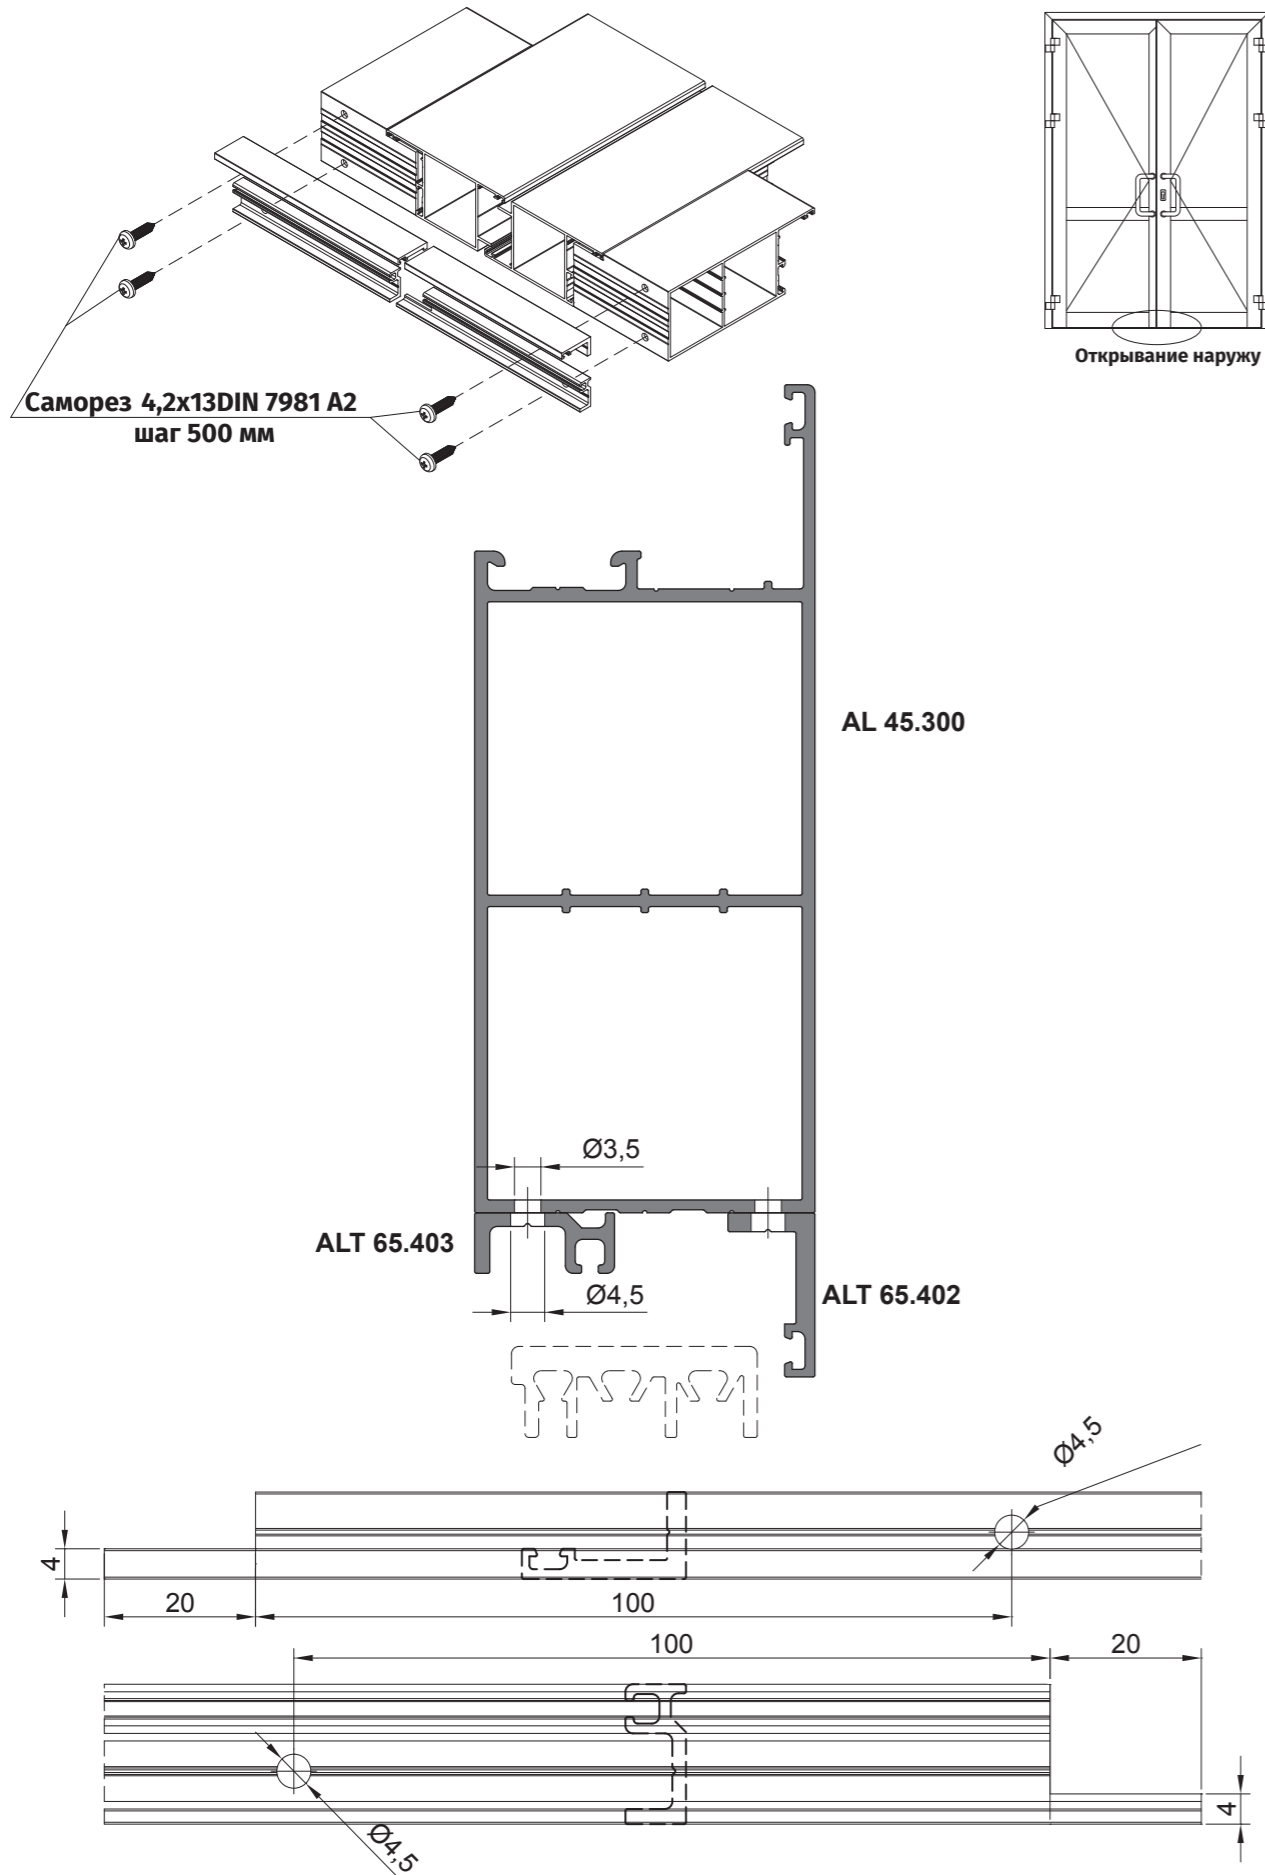 Открывание наружу
Саморез 4,2x13DIN 7981 A2
шаг 500 мм
AL 45.300
Ø3,5
ALT 65.403
Ø4,5
ALT 65.402
Ø4,5
4
20
100
100
20
4
Ø4,5